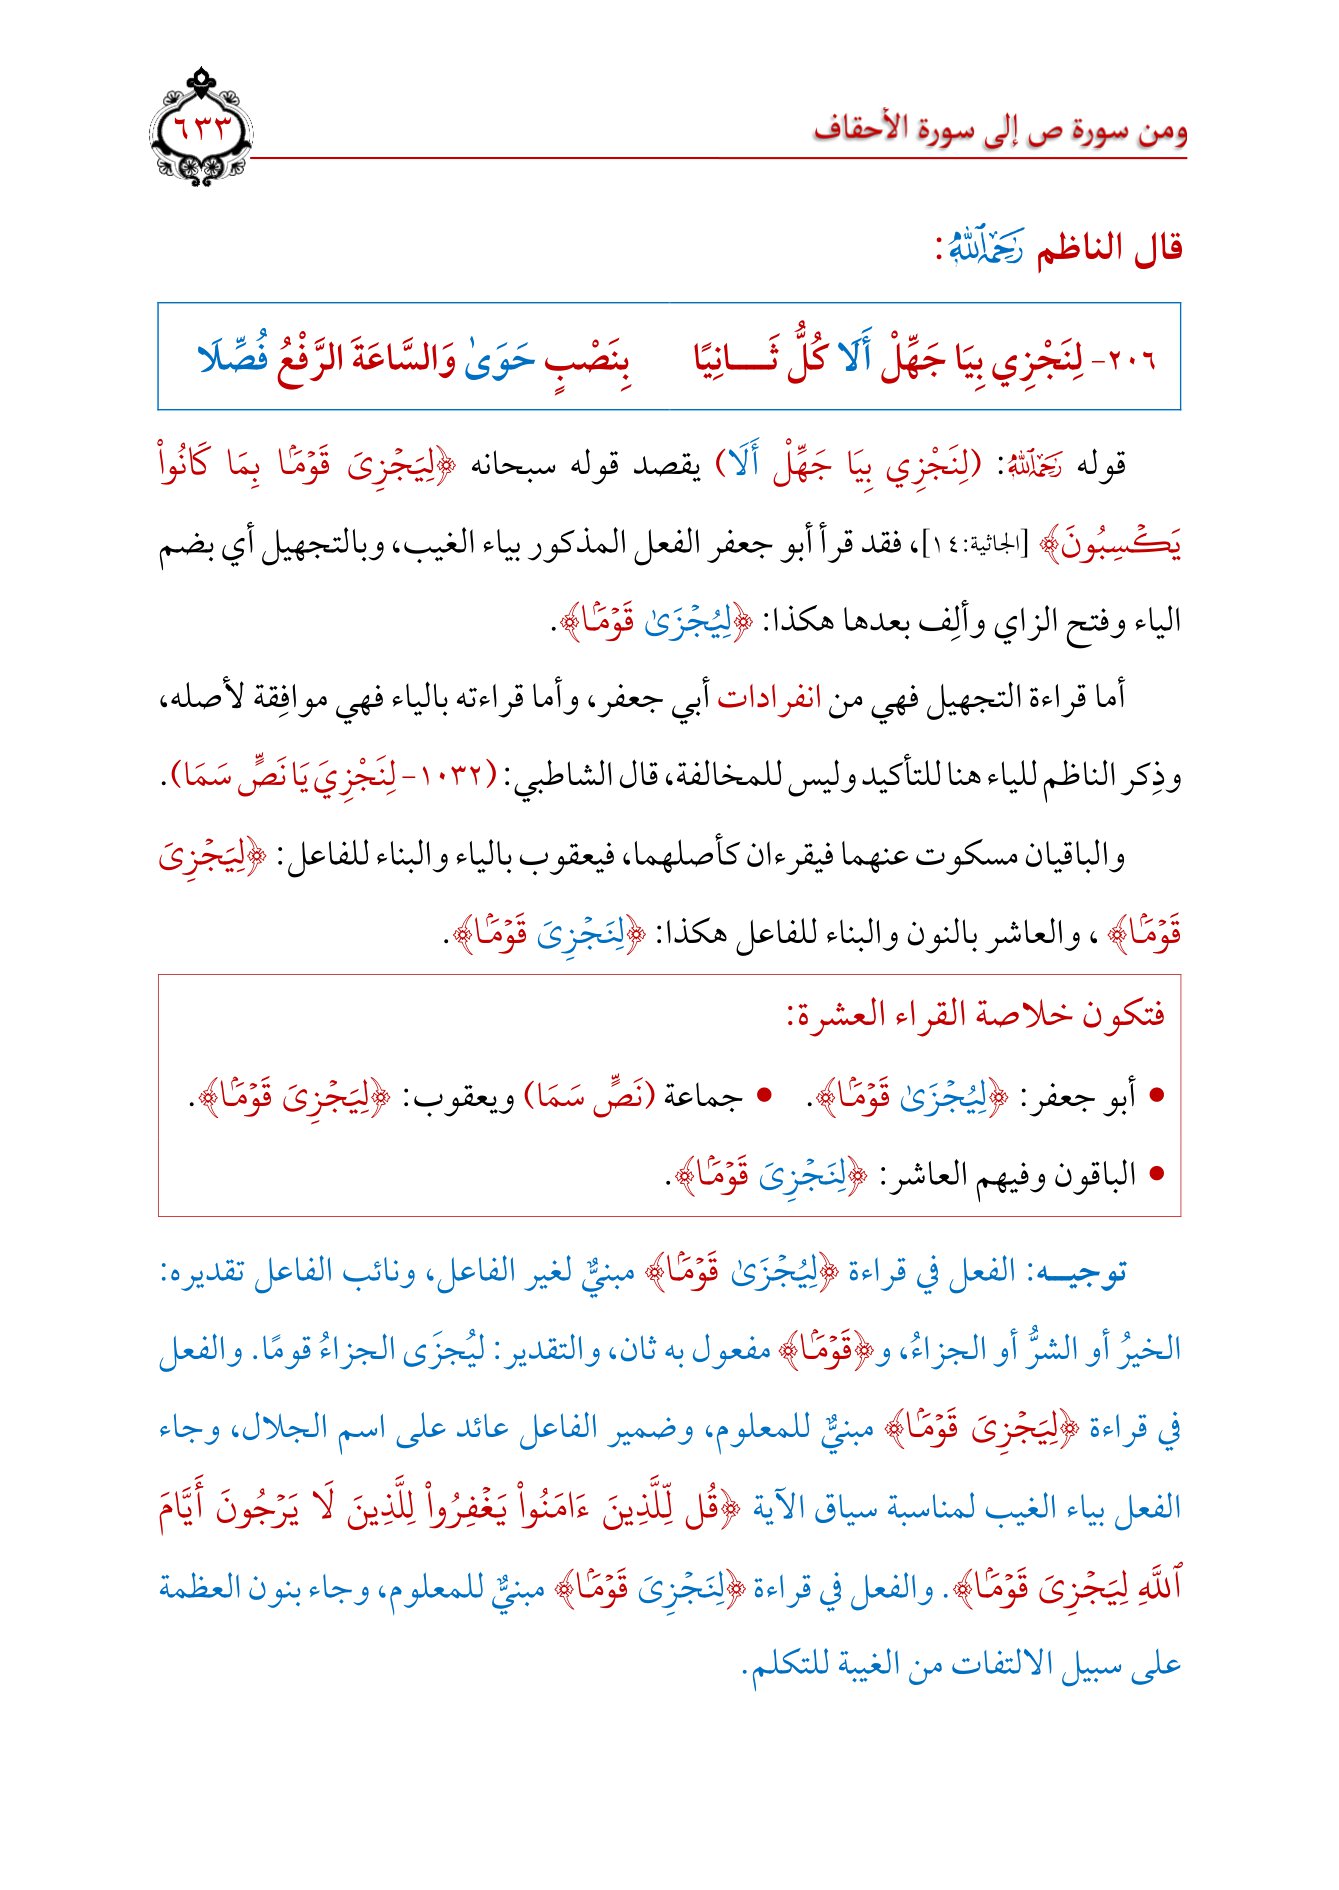 ومن سورة ص إلى سورة الأحقاف
٦٣٣
قال الناظم رَحِمَهُ ٱللَّهُ:
٢٠٦- لِنَجْزِي بِيَا جَهِّلْ أَلَا كُلُّ ثَـــانِيًا بِنَصْبٍ حَوَىٰ وَالسَّاعَةَ الرَّفْعُ فُصِّلَا
قوله رَحِمَهُ ٱللَّهُ: (لِنَجْزِي بِيَا جَهِّلْ أَلَا) يقصد قوله سبحانه ﴿لِيَجۡزِىَ قَوۡمَۢا بِمَا كَانُواْ
يَكۡسِبُونَ﴾ [الجاثية:١٤]، فقد قرأ أبو جعفر الفعل المذكور بياء الغيب، وبالتجهيل أي بضم
الياء وفتح الزاي وألِف بعدها هكذا: ﴿لِيُجۡزَىٰ قَوۡمَۢا﴾.
أما قراءة التجهيل فهي من انفرادات أبي جعفر، وأما قراءته بالياء فهي موافِقة لأصله،
وذِكر الناظم للياء هنا للتأكيد وليس للمخالفة، قال الشاطبي: (١٠٣٢- لِنَجْزِيَ يَا نَصٍّ سَمَا).
والباقيان مسكوت عنهما فيقرءان كأصلهما، فيعقوب بالياء والبناء للفاعل: ﴿لِيَجۡزِىَ
قَوۡمَۢا﴾ ، والعاشر بالنون والبناء للفاعل هكذا: ﴿لِنَجۡزِىَ قَوۡمَۢا﴾.
فتكون خلاصة القراء العشرة:
• أبو جعفر: ﴿لِيُجۡزَىٰ قَوۡمَۢا﴾. • جماعة (نَصٍّ سَمَا) ويعقوب: ﴿لِيَجۡزِىَ قَوۡمَۢا﴾.
• الباقون وفيهم العاشر: ﴿لِنَجۡزِىَ قَوۡمَۢا﴾.
توجيـــه: الفعل في قراءة ﴿لِيُجۡزَىٰ قَوۡمَۢا﴾ مبنيٌّ لغير الفاعل، ونائب الفاعل تقديره:
الخيرُ أو الشرُّ أو الجزاءُ، و﴿قَوۡمَۢا﴾ مفعول به ثان، والتقدير: ليُجزَى الجزاءُ قومًا. والفعل
في قراءة ﴿لِيَجۡزِىَ قَوۡمَۢا﴾ مبنيٌّ للمعلوم، وضمير الفاعل عائد على اسم الجلال، وجاء
الفعل بياء الغيب لمناسبة سياق الآية ﴿قُل لِّلَّذِينَ ءَامَنُواْ يَغۡفِرُواْ لِلَّذِينَ لَا يَرۡجُونَ أَيَّامَ
ٱللَّهِ لِيَجۡزِىَ قَوۡمَۢا﴾. والفعل في قراءة ﴿لِنَجۡزِىَ قَوۡمَۢا﴾ مبنيٌّ للمعلوم، وجاء بنون العظمة
على سبيل الالتفات من الغيبة للتكلم.